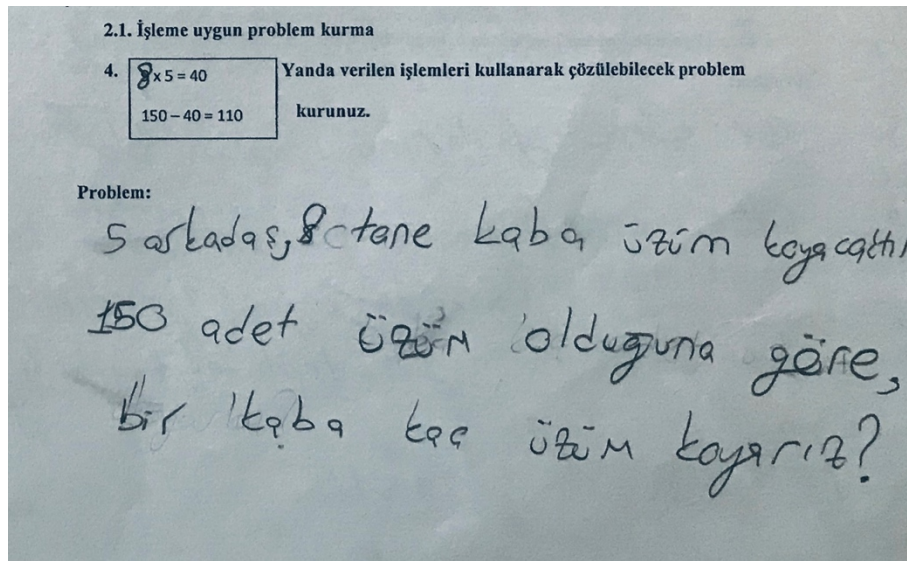 2.1. İşleme uygun problem kurma
4. 8x5 = 40 Yanda verilen işlemleri kullanarak çözülebilecek problem
150 – 40 = 110 kurunuz.
Problem:
5 arkadaş, 8 tane kaba üzüm koyacaktı
150 adet üzüm olduğuna göre,
bir kaba kaç üzüm koyarız?